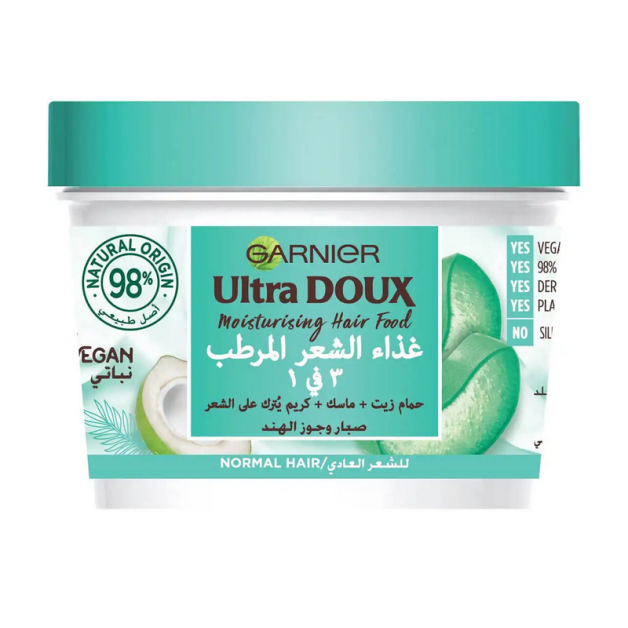 GARNIER
Ultra DOUX
Moisturising Hair Food
غذاء الشعر المرطب
٣ في ١
حمام زيت + ماسك + كريم يُترك على الشعر
صبار وجوز الهند
NORMAL HAIR/للشعر العادي
NATURAL ORIGIN
98%
أصل طبيعي
نباتي
YES
YES 98%
YES
YES
NO